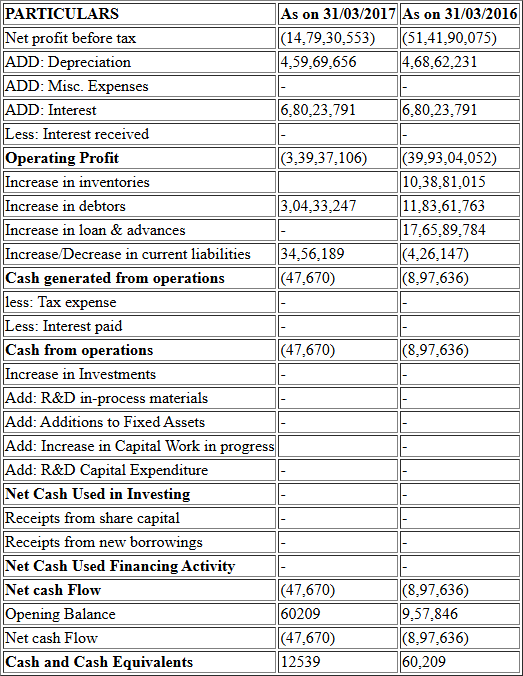 PARTICULARS As on 31/03/2017 As on 31/03/2016
Net profit before tax (14,79,30,553) (51,41,90,075)
ADD: Depreciation 4,59,69,656 4,68,62,231
ADD: Misc. Expenses - -
ADD: Interest 6,80,23,791 6,80,23,791
Less: Interest received - -
Operating Profit (3,39,37,106) (39,93,04,052)
Increase in inventories 10,38,81,015
Increase in debtors 3,04,33,247 11,83,61,763
Increase in loan & advances - 17,65,89,784
Increase/Decrease in current liabilities 34,56,189 (4,26,147)
Cash generated from operations (47,670) (8,97,636)
less: Tax expense - -
Less: Interest paid - -
Cash from operations (47,670) (8,97,636)
Increase in Investments - -
Add: R&D in-process materials - -
Add: Additions to Fixed Assets - -
Add: Increase in Capital Work in progress -
Add: R&D Capital Expenditure - -
Net Cash Used in Investing - -
Receipts from share capital - -
Receipts from new borrowings - -
Net Cash Used Financing Activity - -
Net cash Flow (47,670) (8,97,636)
Opening Balance 60209 9,57,846
Net cash Flow (47,670) (8,97,636)
Cash and Cash Equivalents 12539 60,209